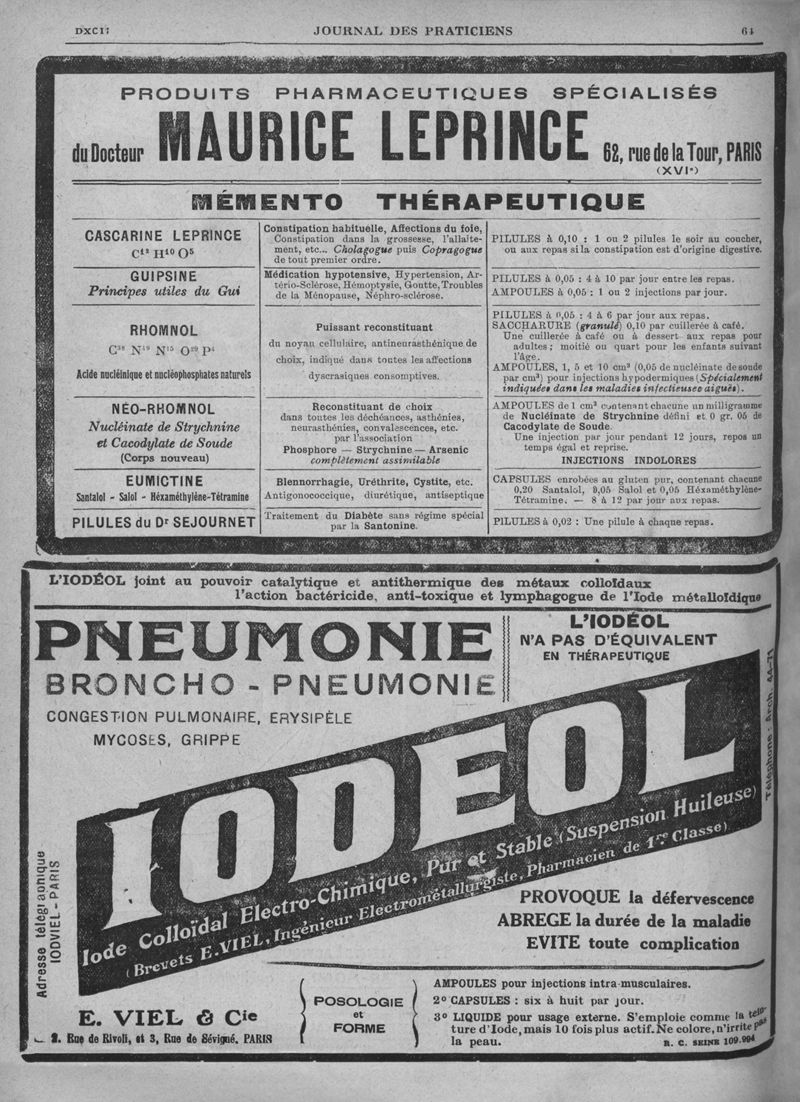 DXCII
JOURNAL DES PRATICIENS
64
PRODUITS PHARMACEUTIQUES SPÉCIALISÉS
du Docteur MAURICE LEPRINCE 62, rue de la Tour, PARIS
(XVIe)
MÉMENTO THÉRAPEUTIQUE
CASCARINE LEPRINCE
C¹² H¹⁰ O⁵
Constipation habituelle, Affections du foie,
Constipation dans la grossesse, l'allaite-
ment, etc... Cholagogue puis Copragogue
de tout premier ordre.
PILULES à 0,10 : 1 ou 2 pilules le soir au coucher,
ou aux repas si la constipation est d'origine digestive.
GUIPSINE
Principes utiles du Gui
Médication hypotensive, Hypertension, Ar-
tério-Sclérose, Hémoptysie, Goutte, Troubles
de la Ménopause, Néphro-sclérose.
PILULES à 0,05 : 4 à 10 par jour entre les repas.
AMPOULES à 0,05 : 1 ou 2 injections par jour.
RHOMNOL
Acide nucléinique et nucléophosphates naturels
Puissant reconstituant
du noyau cellulaire, antineurasthénique de
choix, indiqué dans toutes les affections
dyscrasiques consomptives.
PILULES à 0,05 : 4 à 6 par jour aux repas.
SACCHARURE (granulé) 0,10 par cuillerée à café.
Une cuillerée à café ou à dessert aux repas pour
adultes ; moitié ou quart pour les enfants suivant
l'âge.
AMPOULES, 1, 5 et 10 cm³ (0,05 de nucléinate de soude
par cm³) pour injections hypodermiques (Spécialement
indiquées dans les maladies infectieuses aiguës).
NÉO-RHOMNOL
Nucléinate de Strychnine
et Cacodylate de Soude
(Corps nouveau)
Reconstituant de choix
dans toutes les déchéances, asthénies,
neurasthénies, convalescences, etc.
par l'association
Phosphore — Strychnine — Arsenic
complètement assimilable
AMPOULES de 1 cm³ contenant chacune un milligramme
de Nucléinate de Strychnine défini et 0 gr. 05 de
Cacodylate de Soude.
Une injection par jour pendant 12 jours, repos un
temps égal et reprise.
INJECTIONS INDOLORES
EUMICTINE
Santalol - Salol - Héxaméthylène-Tétramine
Blennorrhagie, Uréthrite, Cystite, etc.
Antigonococcique, diurétique, antiseptique
CAPSULES enrobées au gluten pur, contenant chacune
0,20 Santalol, 0,05 Salol et 0,05 Héxaméthylène-
Tétramine. — 8 à 12 par jour aux repas.
PILULES du Dr SEJOURNET
Traitement du Diabète sans régime spécial
par la Santonine.
PILULES à 0,02 : Une pilule à chaque repas.
L'IODÉOL joint au pouvoir catalytique et antithermique des métaux colloïdaux
l'action bactéricide, anti-toxique et lymphagogue de l'Iode métalloïdique
PNEUMONIE
BRONCHO - PNEUMONIE
CONGESTION PULMONAIRE, ERYSIPÈLE
MYCOSES, GRIPPE
L'IODÉOL
N'A PAS D'ÉQUIVALENT
EN THÉRAPEUTIQUE
Téléphone : Arch. 44-71
IODEOL
Iode Colloïdal Electro-Chimique, Pur et Stable (Suspension Huileuse)
(Brevets E. VIEL, Ingénieur Electrométallurgiste, Pharmacien de 1re Classe)
PROVOQUE la défervescence
ABREGE la durée de la maladie
EVITE toute complication
Adresse télégraphique
IODVIEL-PARIS
E. VIEL & Cie
2. Rue de Rivoli, et 3, Rue de Sévigné. PARIS
POSOLOGIE
et
FORME
AMPOULES pour injections intra-musculaires.
2° CAPSULES : six à huit par jour.
3° LIQUIDE pour usage externe. S'emploie comme la tein-
ture d'Iode, mais 10 fois plus actif. Ne colore, n'irrite pas
la peau.
R. C. SEINE 109.994